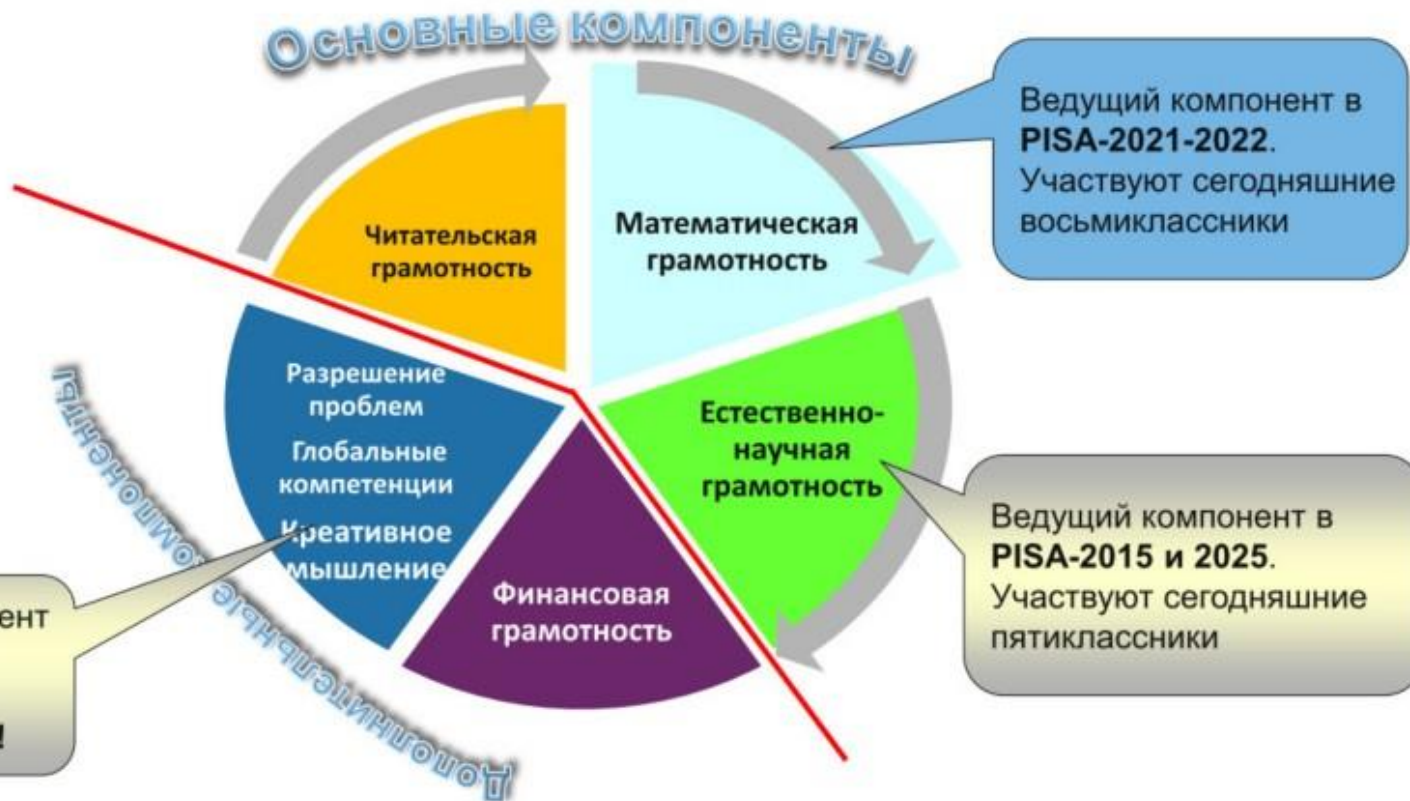 Основные компоненты
Ведущий компонент в
PISA-2021-2022.
Участвуют сегодняшние
восьмиклассники
Читательская
грамотность
Математическая
грамотность
Разрешение
проблем
Глобальные
компетенции
Креативное
мышление
Естественно-
научная
грамотность
Финансовая
грамотность
Ведущий компонент в
PISA-2015 и 2025.
Участвуют сегодняшние
пятиклассники
Дополнительные компоненты